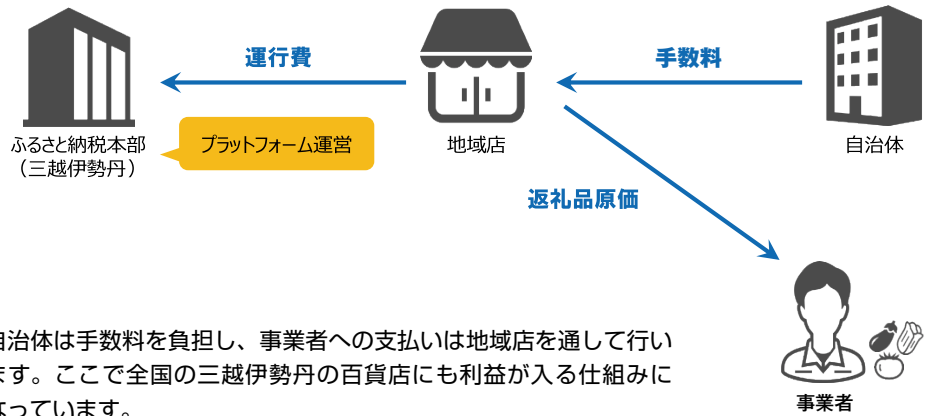 運行費
手数料
ふるさと納税本部
（三越伊勢丹）
プラットフォーム運営
地域店
自治体
返礼品原価
自治体は手数料を負担し、事業者への支払いは地域店を通して行い
ます。ここで全国の三越伊勢丹の百貨店にも利益が入る仕組みに
なっています。
事業者